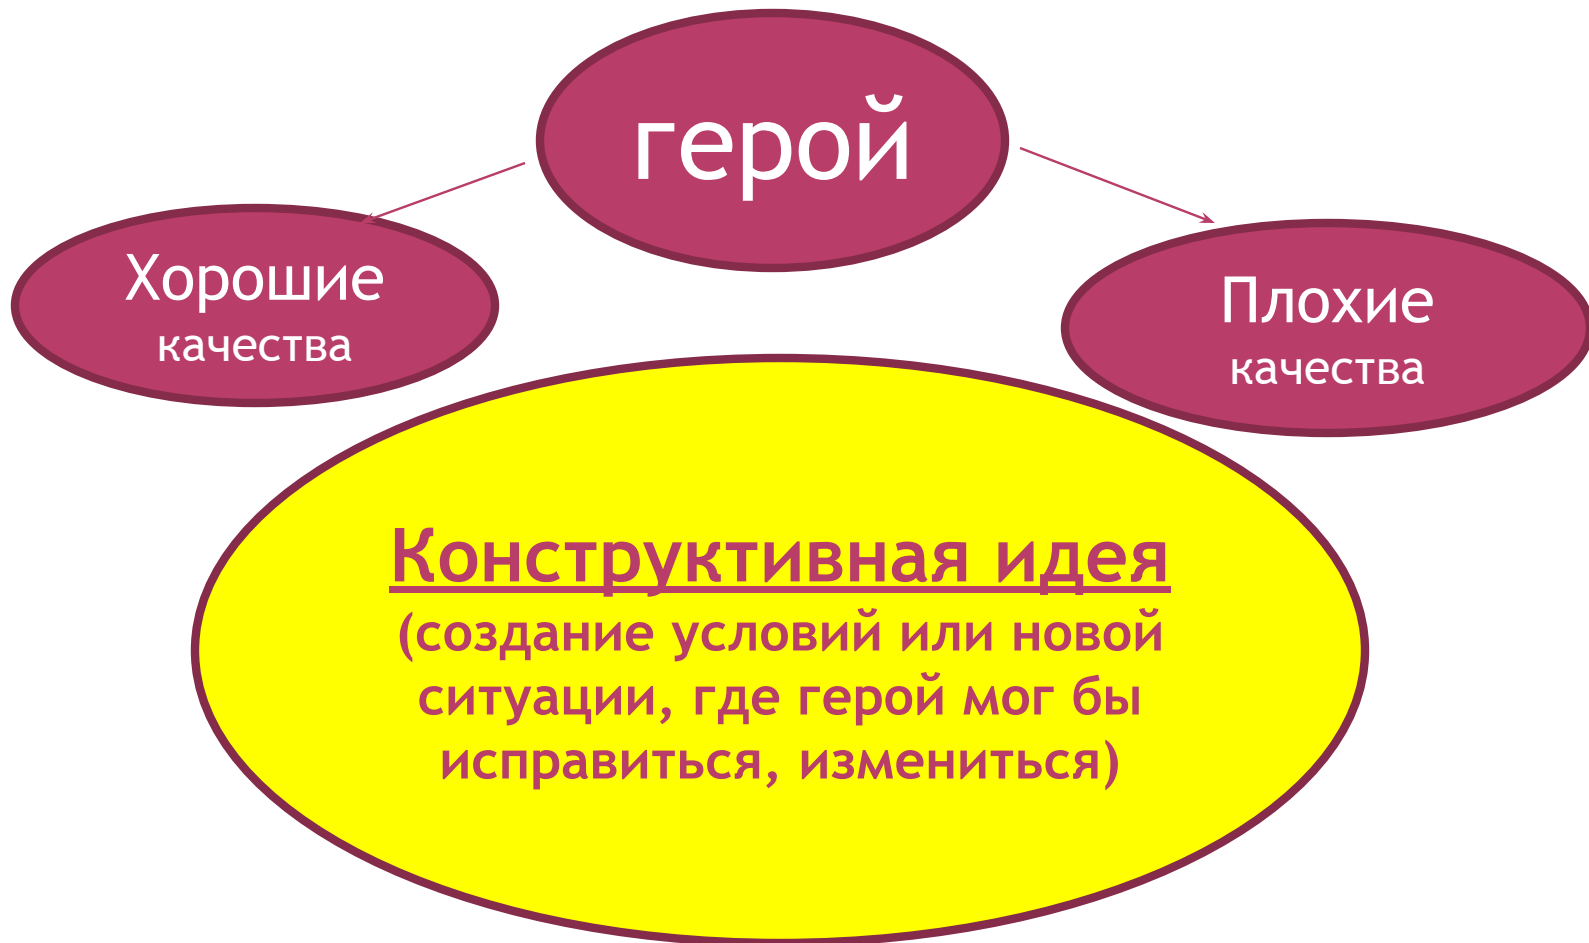 герой
Хорошие
качества
Плохие
качества
Конструктивная идея
(создание условий или новой
ситуации, где герой мог бы
исправиться, измениться)